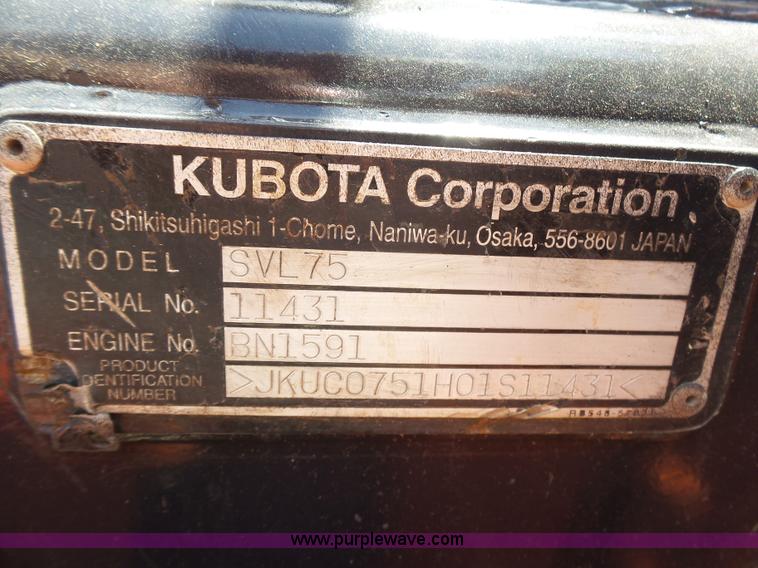 KUBOTA Corporation
2-47, Shikitsuhigashi 1-Chome, Naniwa-ku, Osaka, 556-8601 JAPAN
MODEL SVL75
SERIAL No. 11431
ENGINE No. BN1591
PRODUCT
IDENTIFICATION
NUMBER >JKUC0751H01S11431<
www.purplewave.com